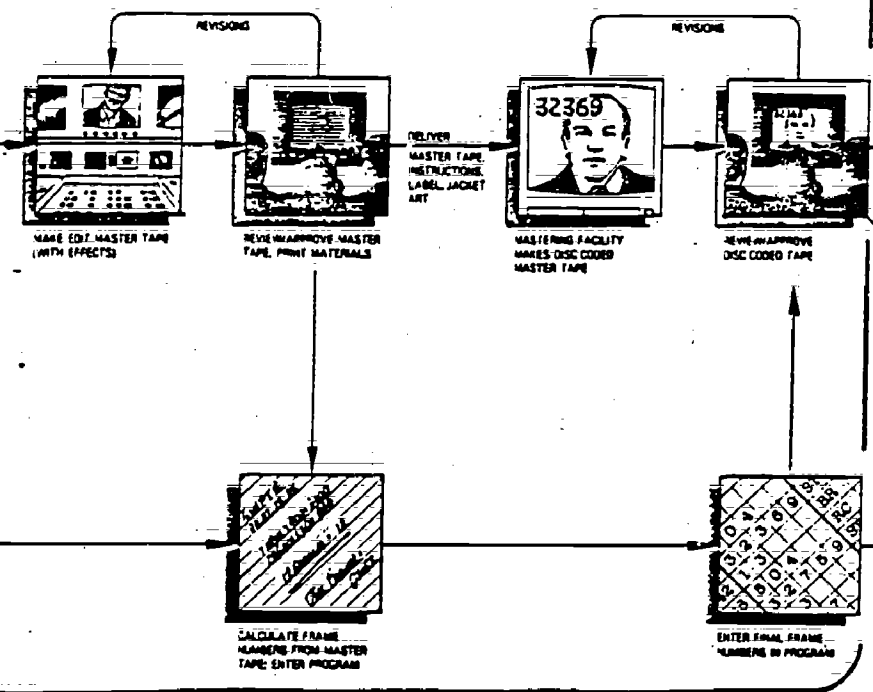 REVISIONS
REVISIONS
32369
DELIVER
MASTER TAPE,
INSTRUCTIONS,
LABEL, JACKET
ART
MAKE EDIT MASTER TAPE
(WITH EFFECTS)
REVIEW/APPROVE MASTER
TAPE, PRINT MATERIALS
MASTERING FACILITY
MAKES DISC CODED
MASTER TAPE
REVIEW/APPROVE
DISC CODED TAPE
CALCULATE FRAME
NUMBERS FROM MASTER
TAPE; ENTER PROGRAM
ENTER FINAL FRAME
NUMBERS IN PROGRAM